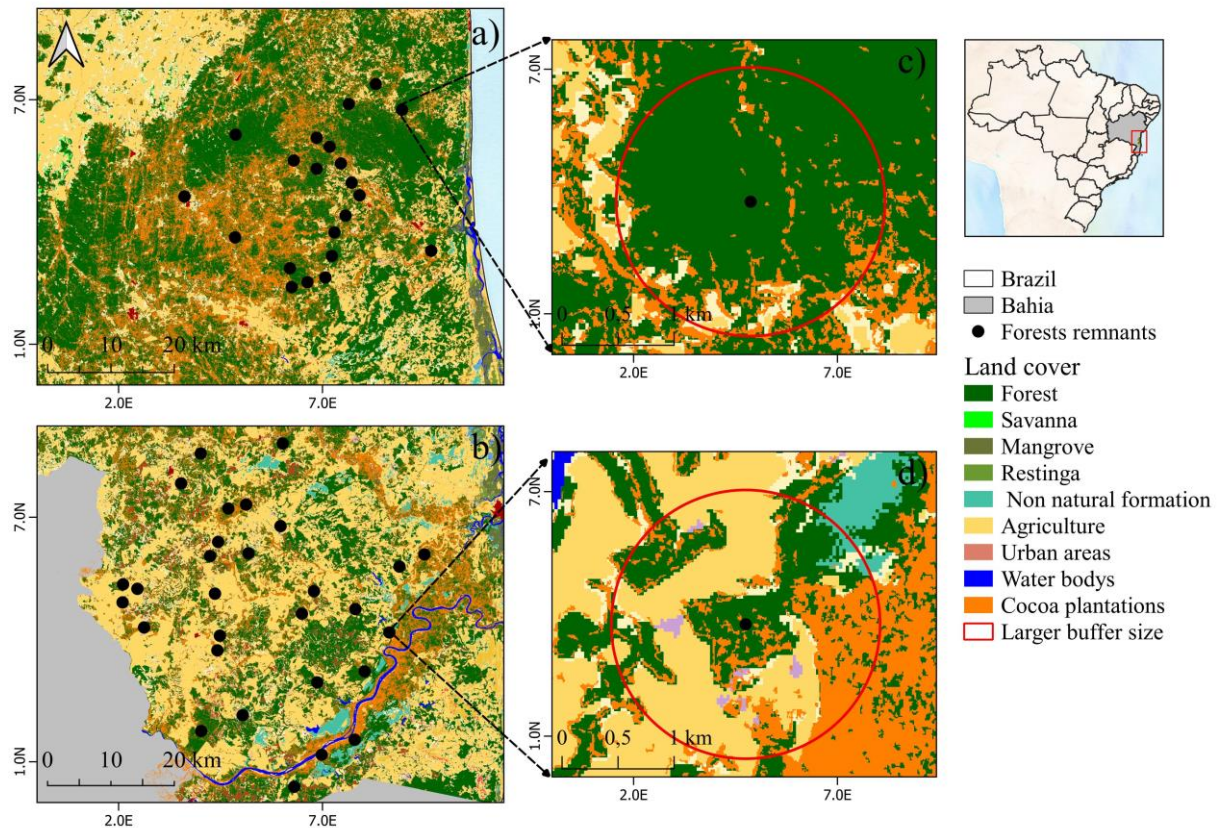 a)
7.0N
1.0N
0 10 20 km
2.0E 7.0E
c)
7.0N
1.0N
0 0,5 1 km
2.0E 7.0E
b)
7.0N
1.0N
0 10 20 km
2.0E 7.0E
d)
7.0N
1.0N
0 0,5 1 km
2.0E 7.0E
Brazil
Bahia
Forests remnants
Land cover
Forest
Savanna
Mangrove
Restinga
Non natural formation
Agriculture
Urban areas
Water bodys
Cocoa plantations
Larger buffer size